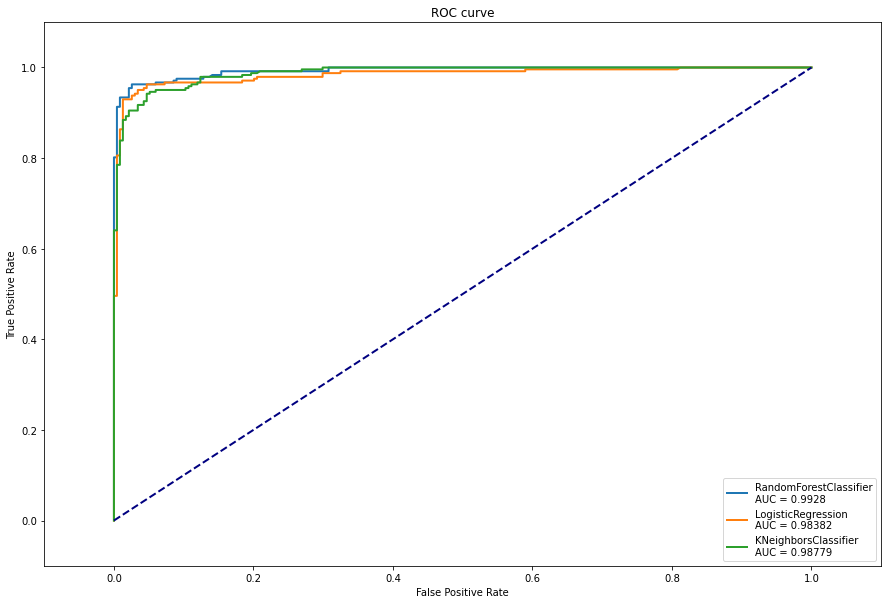 ROC curve
True Positive Rate
1.0
0.8
0.6
0.4
0.2
0.0
RandomForestClassifier
AUC = 0.9928
LogisticRegression
AUC = 0.98382
KNeighborsClassifier
AUC = 0.98779
0.0 0.2 0.4 0.6 0.8 1.0
False Positive Rate